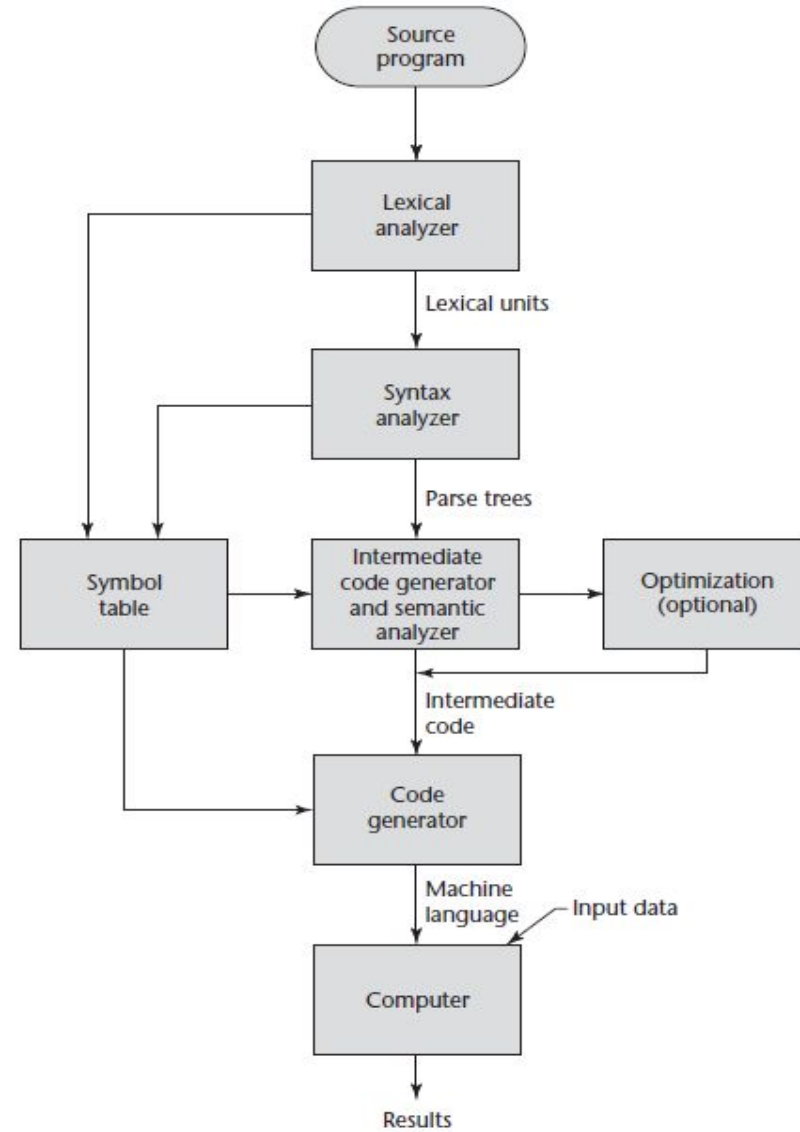 Source
program
Lexical
analyzer
Lexical units
Syntax
analyzer
Parse trees
Symbol
table
Intermediate
code generator
and semantic
analyzer
Optimization
(optional)
Intermediate
code
Code
generator
Machine
language
Input data
Computer
Results